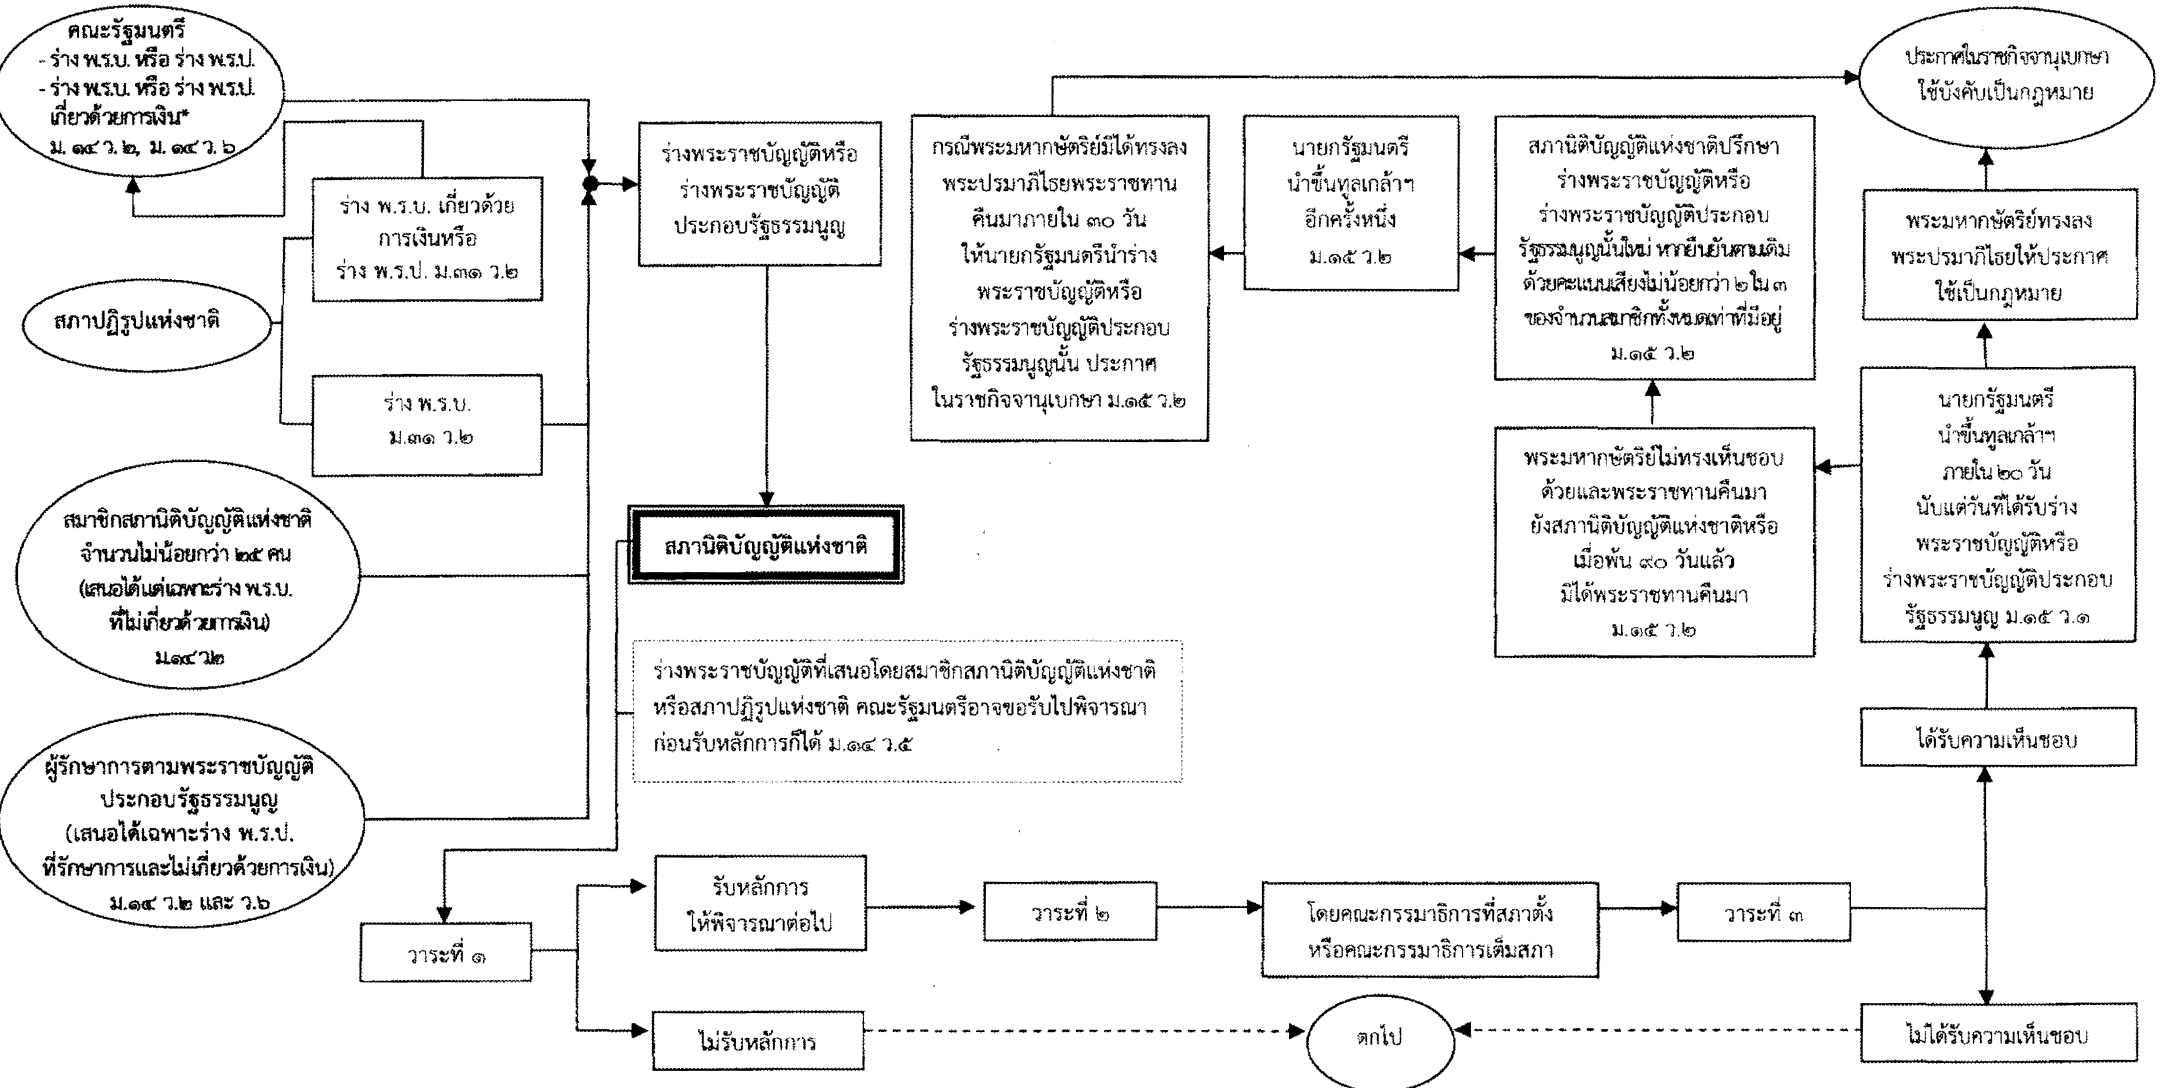 คณะรัฐมนตรี
- ร่าง พ.ร.บ. หรือ ร่าง พ.ร.ป.
- ร่าง พ.ร.บ. หรือ ร่าง พ.ร.ป.
เกี่ยวด้วยการเงิน*
ม. ๑๔ ว. ๒, ม. ๑๔ ว. ๖
ร่าง พ.ร.บ. เกี่ยวด้วย
การเงินหรือ
ร่าง พ.ร.ป. ม.๓๑ ว.๒
สภาปฏิรูปแห่งชาติ
ร่าง พ.ร.บ.
ม.๓๑ ว.๒
สมาชิกสภานิติบัญญัติแห่งชาติ
จำนวนไม่น้อยกว่า ๒๕ คน
(เสนอได้แต่เฉพาะร่าง พ.ร.บ.
ที่ไม่เกี่ยวด้วยการเงิน)
ม.๑๔ ว.๒
ผู้รักษาการตามพระราชบัญญัติ
ประกอบรัฐธรรมนูญ
(เสนอได้เฉพาะร่าง พ.ร.ป.
ที่รักษาการและไม่เกี่ยวด้วยการเงิน)
ม.๑๔ ว.๒ และ ว.๖
ร่างพระราชบัญญัติหรือ
ร่างพระราชบัญญัติ
ประกอบรัฐธรรมนูญ
สภานิติบัญญัติแห่งชาติ
ร่างพระราชบัญญัติที่เสนอโดยสมาชิกสภานิติบัญญัติแห่งชาติ
หรือสภาปฏิรูปแห่งชาติ คณะรัฐมนตรีอาจขอรับไปพิจารณา
ก่อนรับหลักการก็ได้ ม.๑๔ ว.๕
วาระที่ ๑
รับหลักการ
ให้พิจารณาต่อไป
ไม่รับหลักการ
วาระที่ ๒
โดยคณะกรรมาธิการที่สภาตั้ง
หรือคณะกรรมาธิการเต็มสภา
วาระที่ ๓
ตกไป
ไม่ได้รับความเห็นชอบ
ได้รับความเห็นชอบ
นายกรัฐมนตรี
นำขึ้นทูลเกล้าฯ
ภายใน ๒๐ วัน
นับแต่วันที่ได้รับร่าง
พระราชบัญญัติหรือ
ร่างพระราชบัญญัติประกอบ
รัฐธรรมนูญ ม.๑๕ ว.๑
พระมหากษัตริย์ทรงลง
พระปรมาภิไธยให้ประกาศ
ใช้เป็นกฎหมาย
ประกาศในราชกิจจานุเบกษา
ใช้บังคับเป็นกฎหมาย
พระมหากษัตริย์ไม่ทรงเห็นชอบ
ด้วยและพระราชทานคืนมา
ยังสภานิติบัญญัติแห่งชาติหรือ
เมื่อพ้น ๙๐ วันแล้ว
มิได้พระราชทานคืนมา
ม.๑๕ ว.๒
สภานิติบัญญัติแห่งชาติปรึกษา
ร่างพระราชบัญญัติหรือ
ร่างพระราชบัญญัติประกอบ
รัฐธรรมนูญนั้นใหม่ หากยืนยันตามเดิม
ด้วยคะแนนเสียงไม่น้อยกว่า ๒ ใน ๓
ของจำนวนสมาชิกทั้งหมดเท่าที่มีอยู่
ม.๑๕ ว.๒
นายกรัฐมนตรี
นำขึ้นทูลเกล้าฯ
อีกครั้งหนึ่ง
ม.๑๕ ว.๒
กรณีพระมหากษัตริย์มิได้ทรงลง
พระปรมาภิไธยพระราชทาน
คืนมาภายใน ๓๐ วัน
ให้นายกรัฐมนตรีนำร่าง
พระราชบัญญัติหรือ
ร่างพระราชบัญญัติประกอบ
รัฐธรรมนูญนั้น ประกาศ
ในราชกิจจานุเบกษา ม.๑๕ ว.๒